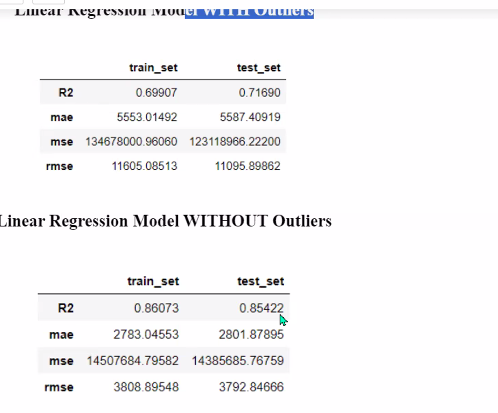 Linear Regression Model WITH Outliers
train_set test_set
R2 0.69907 0.71690
mae 5553.01492 5587.40919
mse 134678000.96060 123118966.22200
rmse 11605.08513 11095.89862
Linear Regression Model WITHOUT Outliers
train_set test_set
R2 0.86073 0.85422
mae 2783.04553 2801.87895
mse 14507684.79582 14385685.76759
rmse 3808.89548 3792.84666